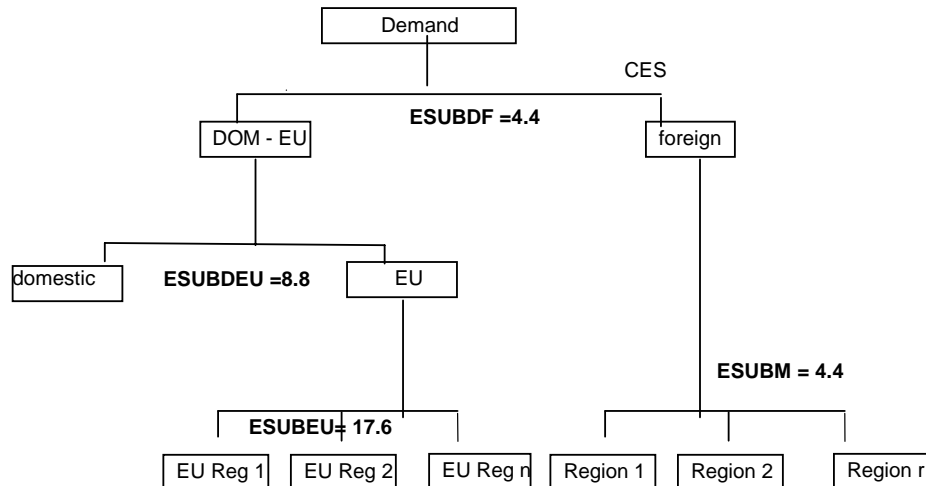 Demand
CES
ESUBDF =4.4
DOM - EU
foreign
domestic
ESUBDEU =8.8
EU
ESUBM = 4.4
ESUBEU= 17.6
EU Reg 1
EU Reg 2
EU Reg n
Region 1
Region 2
Region r